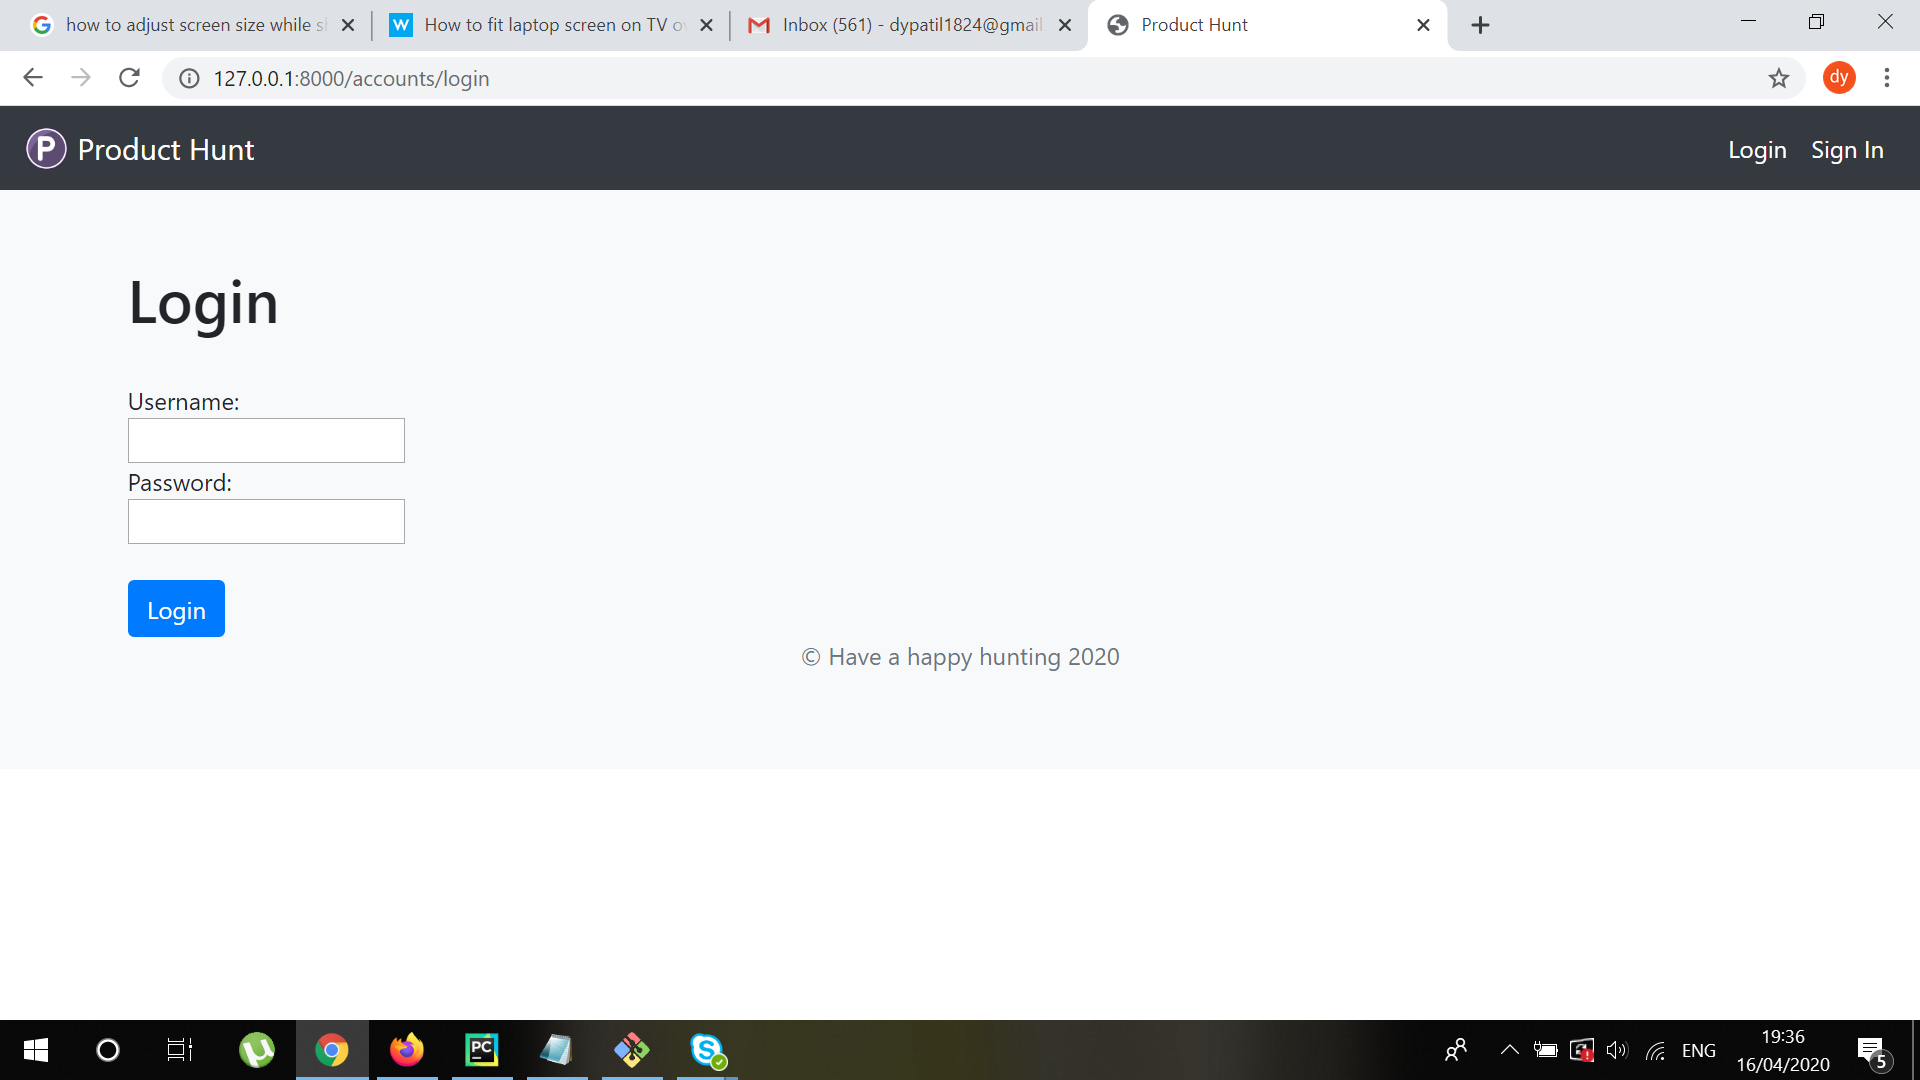 how to adjust screen size while s
How to fit laptop screen on TV o
Inbox (561) - dypatil1824@gmail
Product Hunt
127.0.0.1:8000/accounts/login
dy
P Product Hunt
Login
Sign In
Login
Username:
Password:
Login
© Have a happy hunting 2020
PC
ENG
19:36
16/04/2020
5